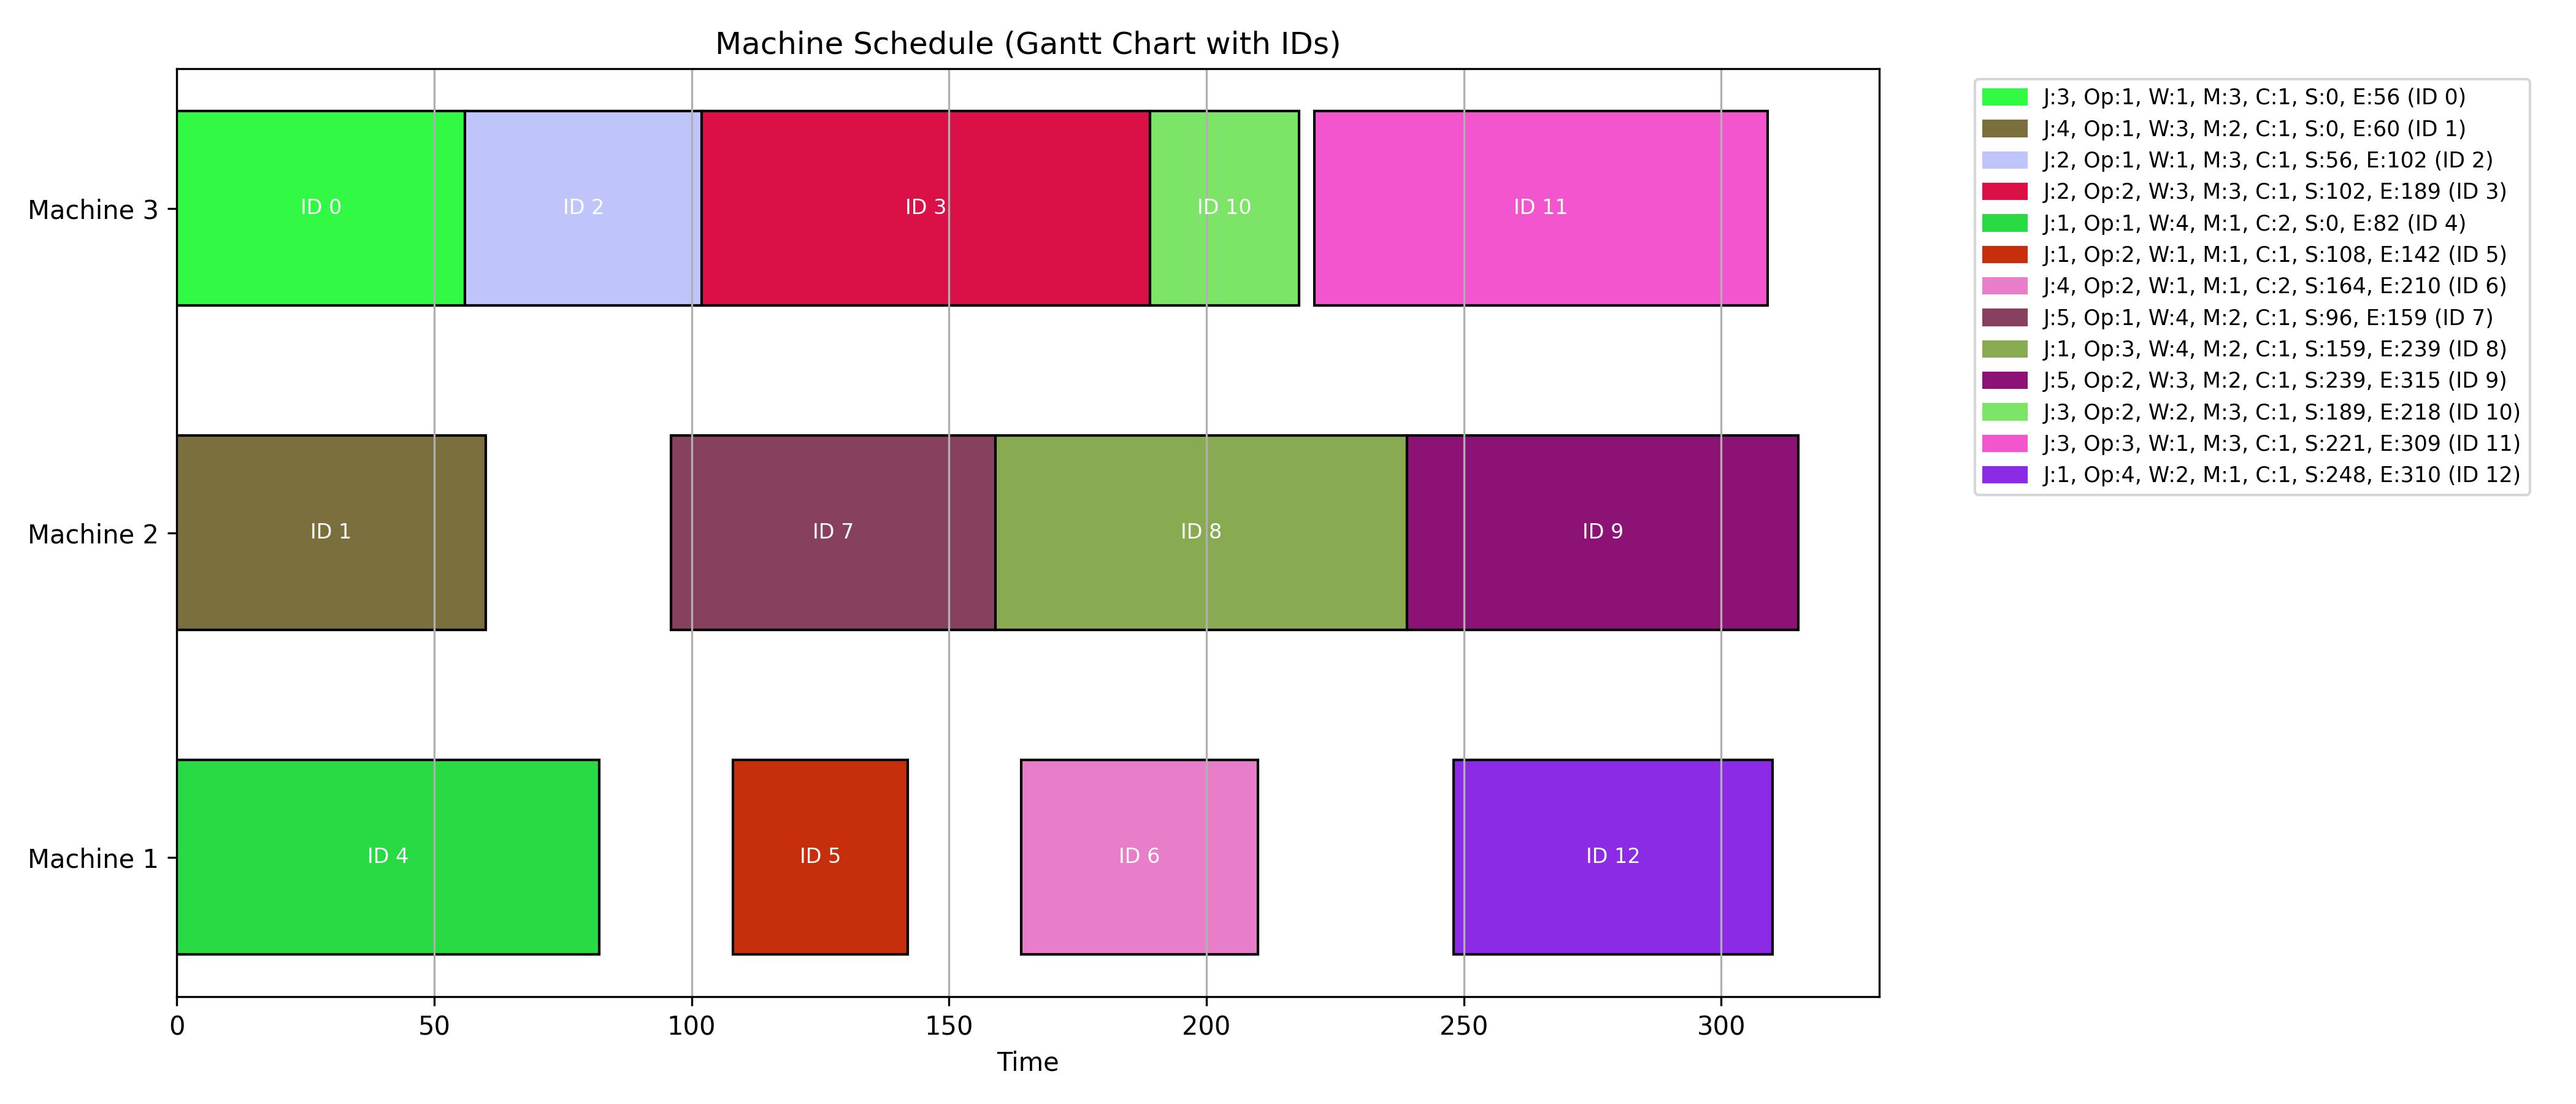 Machine Schedule (Gantt Chart with IDs)
Machine 3
ID 0
ID 2
ID 3
ID 10
ID 11
Machine 2
ID 1
ID 7
ID 8
ID 9
Machine 1
ID 4
ID 5
ID 6
ID 12
0
50
100
150
200
250
300
Time
J:3, Op:1, W:1, M:3, C:1, S:0, E:56 (ID 0)
J:4, Op:1, W:3, M:2, C:1, S:0, E:60 (ID 1)
J:2, Op:1, W:1, M:3, C:1, S:56, E:102 (ID 2)
J:2, Op:2, W:3, M:3, C:1, S:102, E:189 (ID 3)
J:1, Op:1, W:4, M:1, C:2, S:0, E:82 (ID 4)
J:1, Op:2, W:1, M:1, C:1, S:108, E:142 (ID 5)
J:4, Op:2, W:1, M:1, C:2, S:164, E:210 (ID 6)
J:5, Op:1, W:4, M:2, C:1, S:96, E:159 (ID 7)
J:1, Op:3, W:4, M:2, C:1, S:159, E:239 (ID 8)
J:5, Op:2, W:3, M:2, C:1, S:239, E:315 (ID 9)
J:3, Op:2, W:2, M:3, C:1, S:189, E:218 (ID 10)
J:3, Op:3, W:1, M:3, C:1, S:221, E:309 (ID 11)
J:1, Op:4, W:2, M:1, C:1, S:248, E:310 (ID 12)